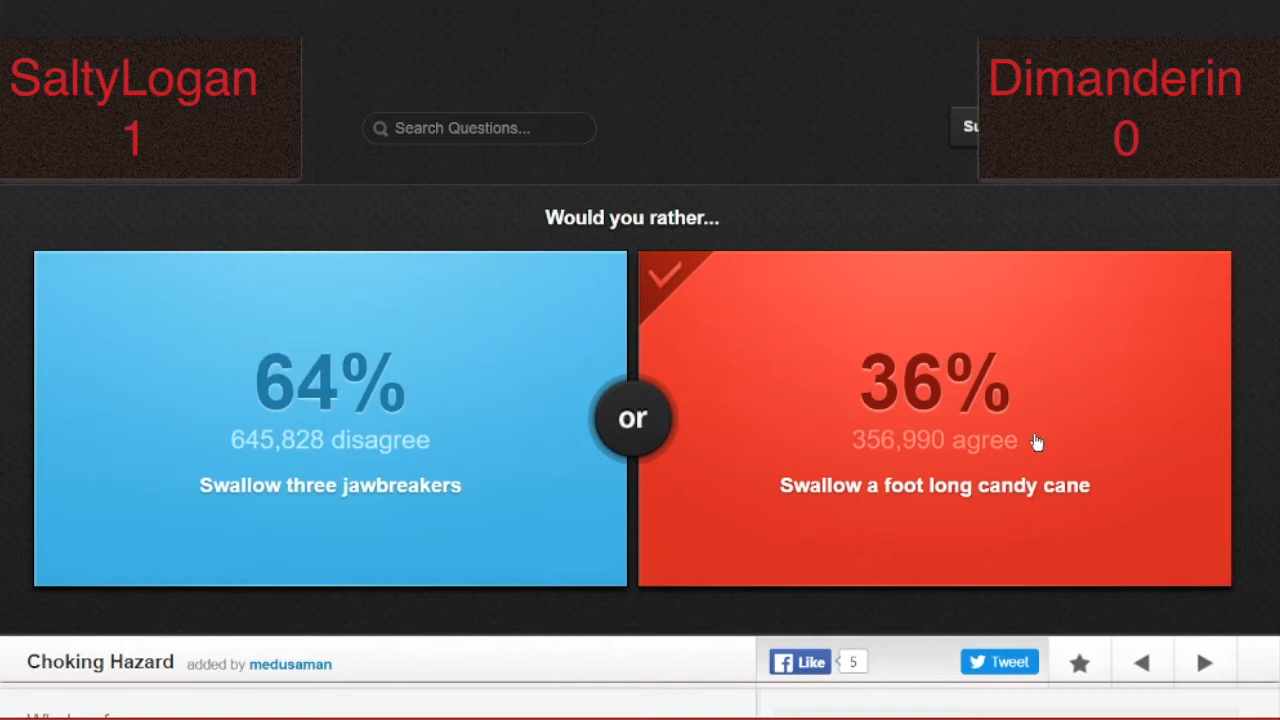 SaltyLogan
1
Dimanderin
0
Search Questions...
Would you rather...
64%
645,828 disagree
Swallow three jawbreakers
or
36%
356,990 agree
Swallow a foot long candy cane
Choking Hazard added by medusaman
Like 5
Tweet